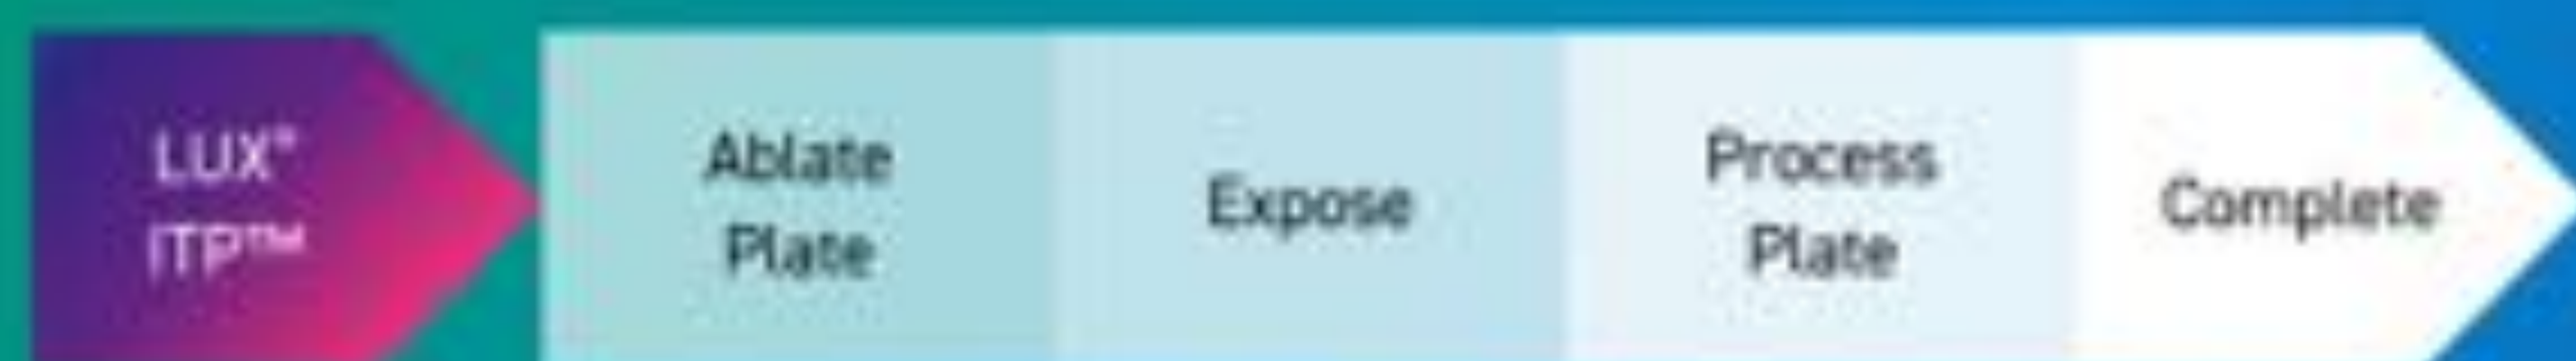 LUX®
ITP™
Ablate
Plate
Expose
Process
Plate
Complete